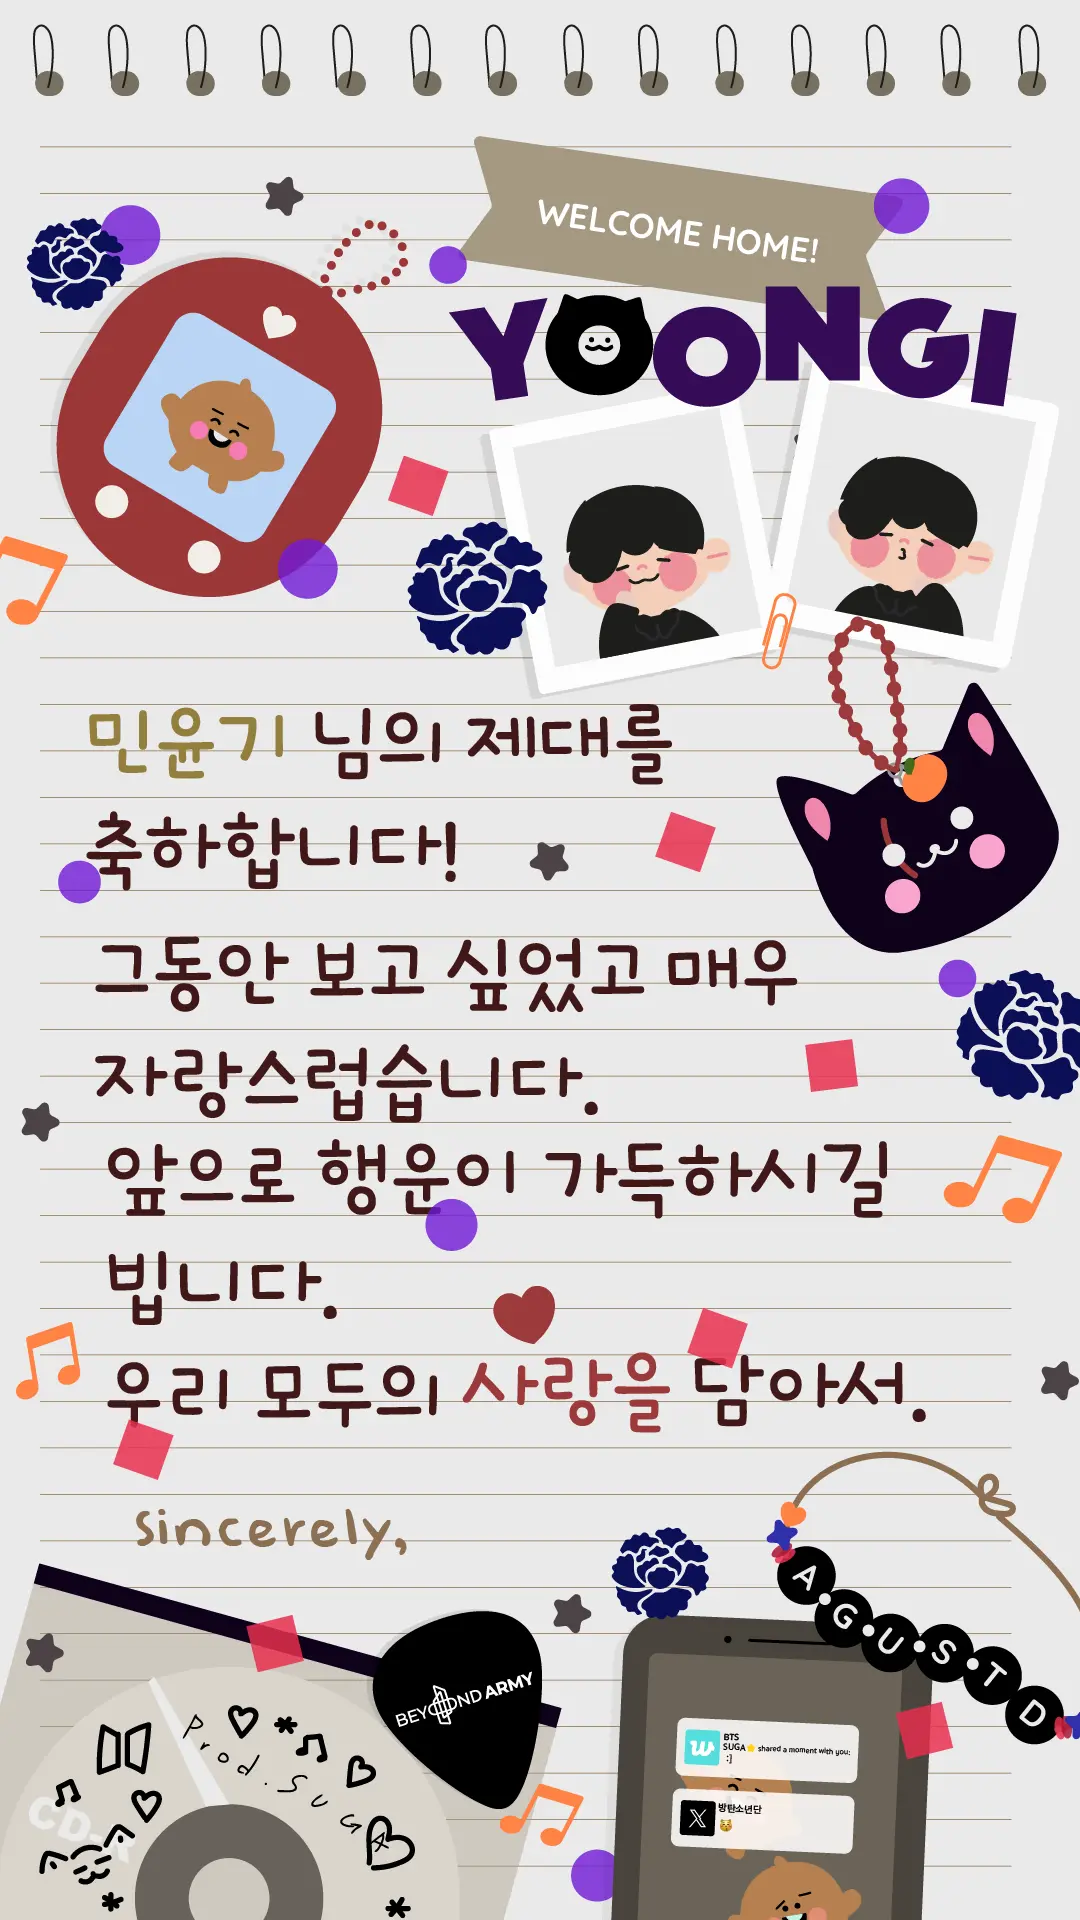 WELCOME HOME!
YOONGI
민윤기 님의 제대를
축하합니다!
그동안 보고 싶었고 매우
자랑스럽습니다.
앞으로 행운이 가득하시길
빕니다.
우리 모두의 사랑을 담아서.
sincerely,
AGUSTD
BEYOND ARMY
Prod. SUGA
CD-R
BTS
SUGA⭐ shared a moment with you:
:]
방탄소년단
😽